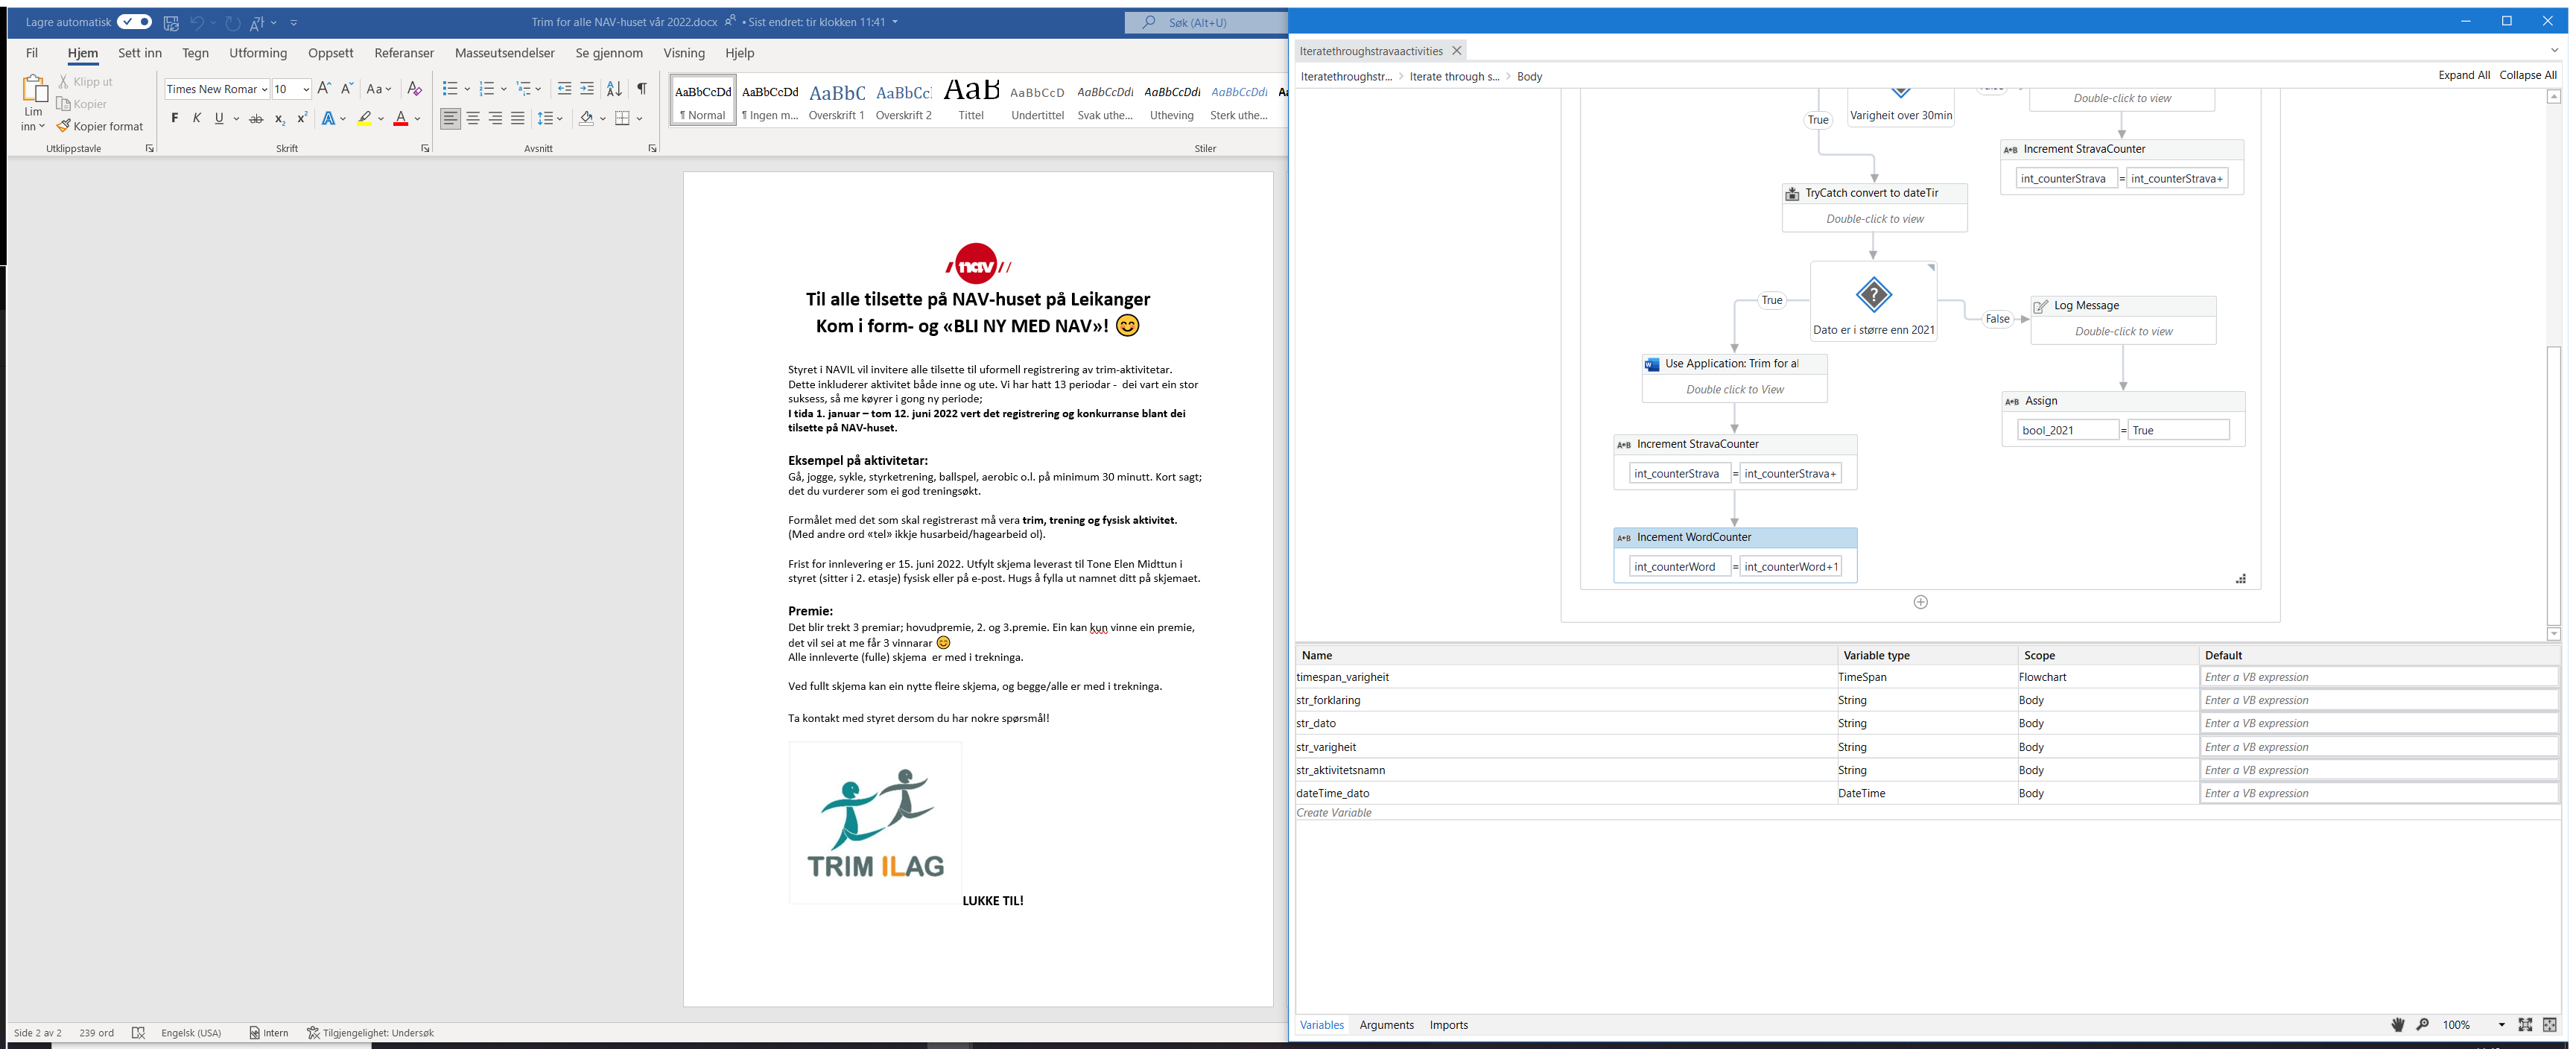 Lagre automatisk
Trim for alle NAV-huset vår 2022.docx
• Sist endret: tir klokken 11:41
Søk (Alt+U)
Fil Hjem Sett inn Tegn Utforming Oppsett Referanser Masseutsendelser Se gjennom Visning Hjelp
Lim inn
Klipp ut
Kopier
Kopier format
Utklippstavle
Times New Romar 10
F K U ab x₂ x²
Skrift
Avsnitt
AaBbCcDd AaBbCcDd AaBbC AaBbCc AaB AaBbCcD AaBbCcDdI AaBbCcDdI AaBbCcDdI
¶ Normal ¶ Ingen m... Overskrift 1 Overskrift 2 Tittel Undertittel Svak uthe... Utheving Sterk uthe...
Stiler
nav
Til alle tilsette på NAV-huset på Leikanger
Kom i form- og «BLI NY MED NAV»! 😊
Styret i NAVIL vil invitere alle tilsette til uformell registrering av trim-aktivitetar.
Dette inkluderer aktivitet både inne og ute. Vi har hatt 13 periodar - dei vart ein stor
suksess, så me køyrer i gong ny periode;
I tida 1. januar – tom 12. juni 2022 vert det registrering og konkurranse blant dei
tilsette på NAV-huset.
Eksempel på aktivitetar:
Gå, jogge, sykle, styrketrening, ballspel, aerobic o.l. på minimum 30 minutt. Kort sagt;
det du vurderer som ei god treningsøkt.
Formålet med det som skal registrerast må vera trim, trening og fysisk aktivitet.
(Med andre ord «tel» ikkje husarbeid/hagearbeid ol).
Frist for innlevering er 15. juni 2022. Utfylt skjema leverast til Tone Elen Midttun i
styret (sitter i 2. etasje) fysisk eller på e-post. Hugs å fylla ut namnet ditt på skjemaet.
Premie:
Det blir trekt 3 premiar; hovudpremie, 2. og 3.premie. Ein kan kun vinne ein premie,
det vil sei at me får 3 vinnarar 😊
Alle innleverte (fulle) skjema er med i trekninga.
Ved fullt skjema kan ein nytte fleire skjema, og begge/alle er med i trekninga.
Ta kontakt med styret dersom du har nokre spørsmål!
TRIM ILAG
LUKKE TIL!
Side 2 av 2 239 ord Engelsk (USA) Intern Tilgjengelighet: Undersøk
Iteratethroughstravaactivities
Iteratethroughstr... > Iterate through s... > Body
Expand All Collapse All
Varigheit over 30min
True
Double-click to view
Increment StravaCounter
int_counterStrava = int_counterStrava+
TryCatch convert to dateTir
Double-click to view
Dato er i større enn 2021
True
False
Log Message
Double-click to view
Use Application: Trim for al
Double click to View
Assign
bool_2021 = True
Increment StravaCounter
int_counterStrava = int_counterStrava+
Incement WordCounter
int_counterWord = int_counterWord+1
Name Variable type Scope Default
timespan_varigheit TimeSpan Flowchart Enter a VB expression
str_forklaring String Body Enter a VB expression
str_dato String Body Enter a VB expression
str_varigheit String Body Enter a VB expression
str_aktivitetsnamn String Body Enter a VB expression
dateTime_dato DateTime Body Enter a VB expression
Create Variable
Variables Arguments Imports
100%